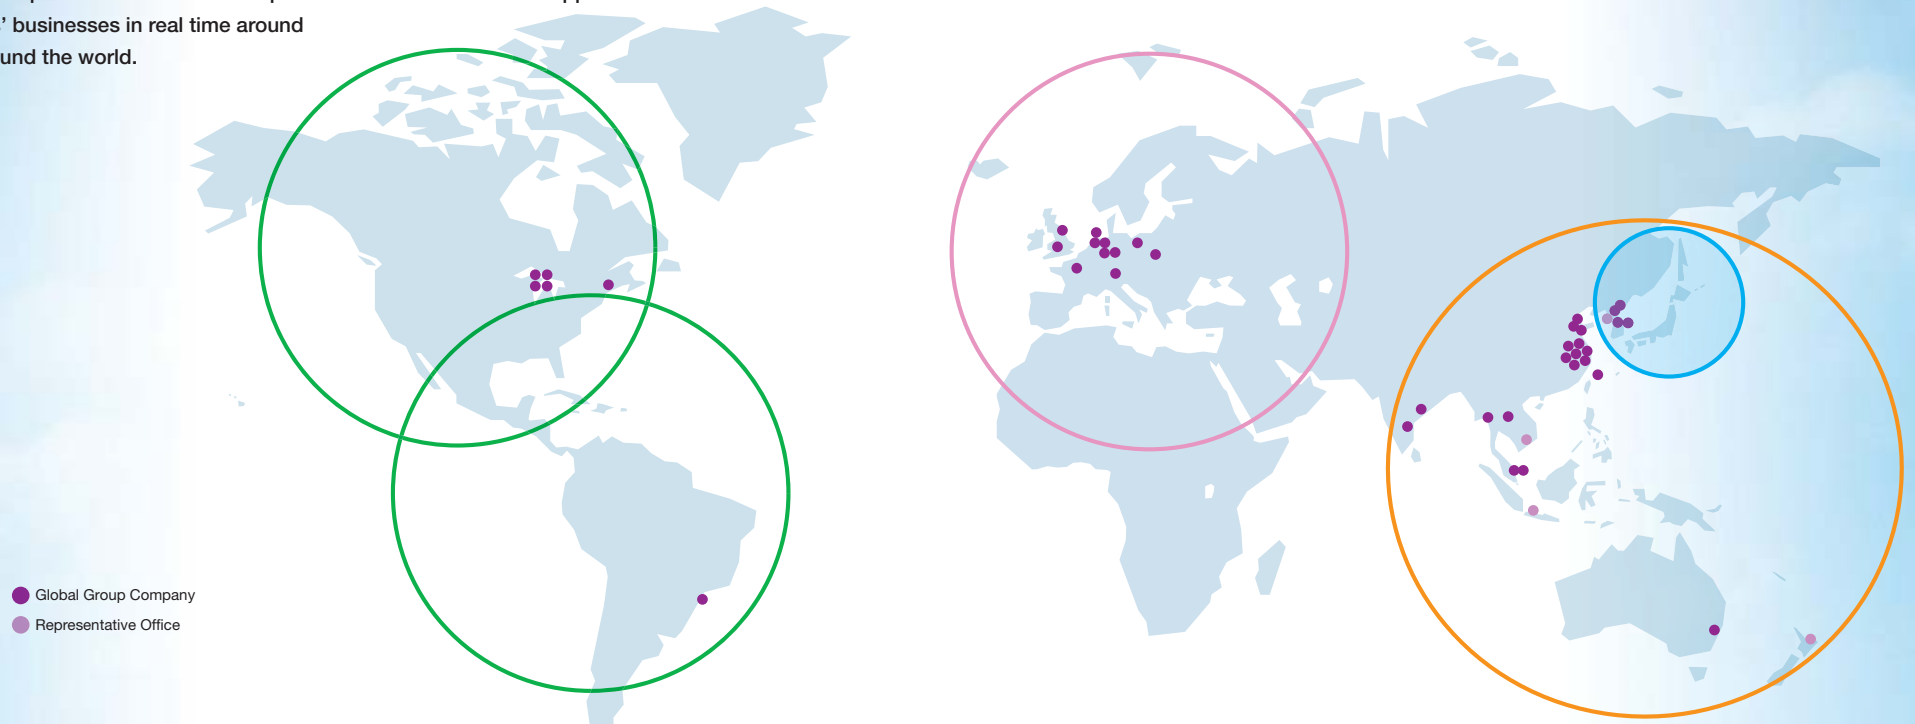 ' businesses in real time around
und the world.
Global Group Company
Representative Office